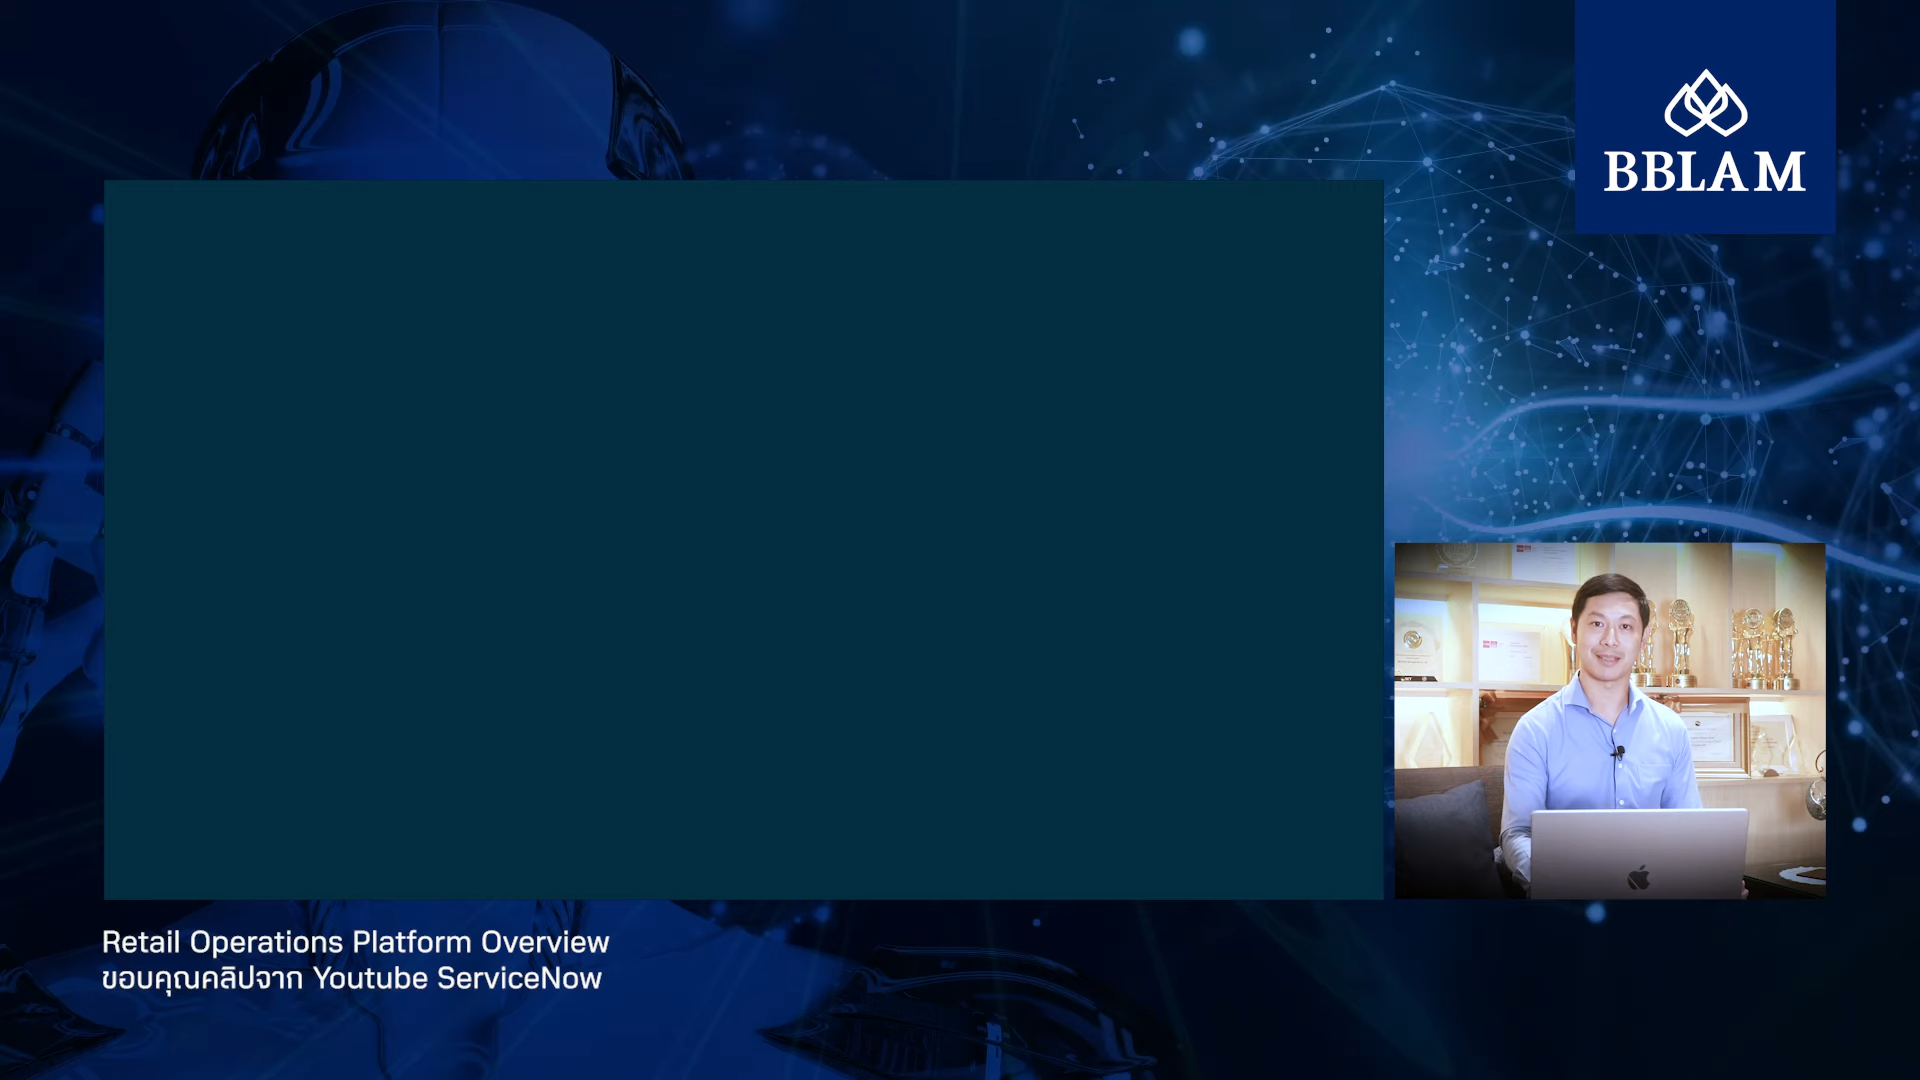 BBLAM
Retail Operations Platform Overview
ขอบคุณคลิปจาก Youtube ServiceNow